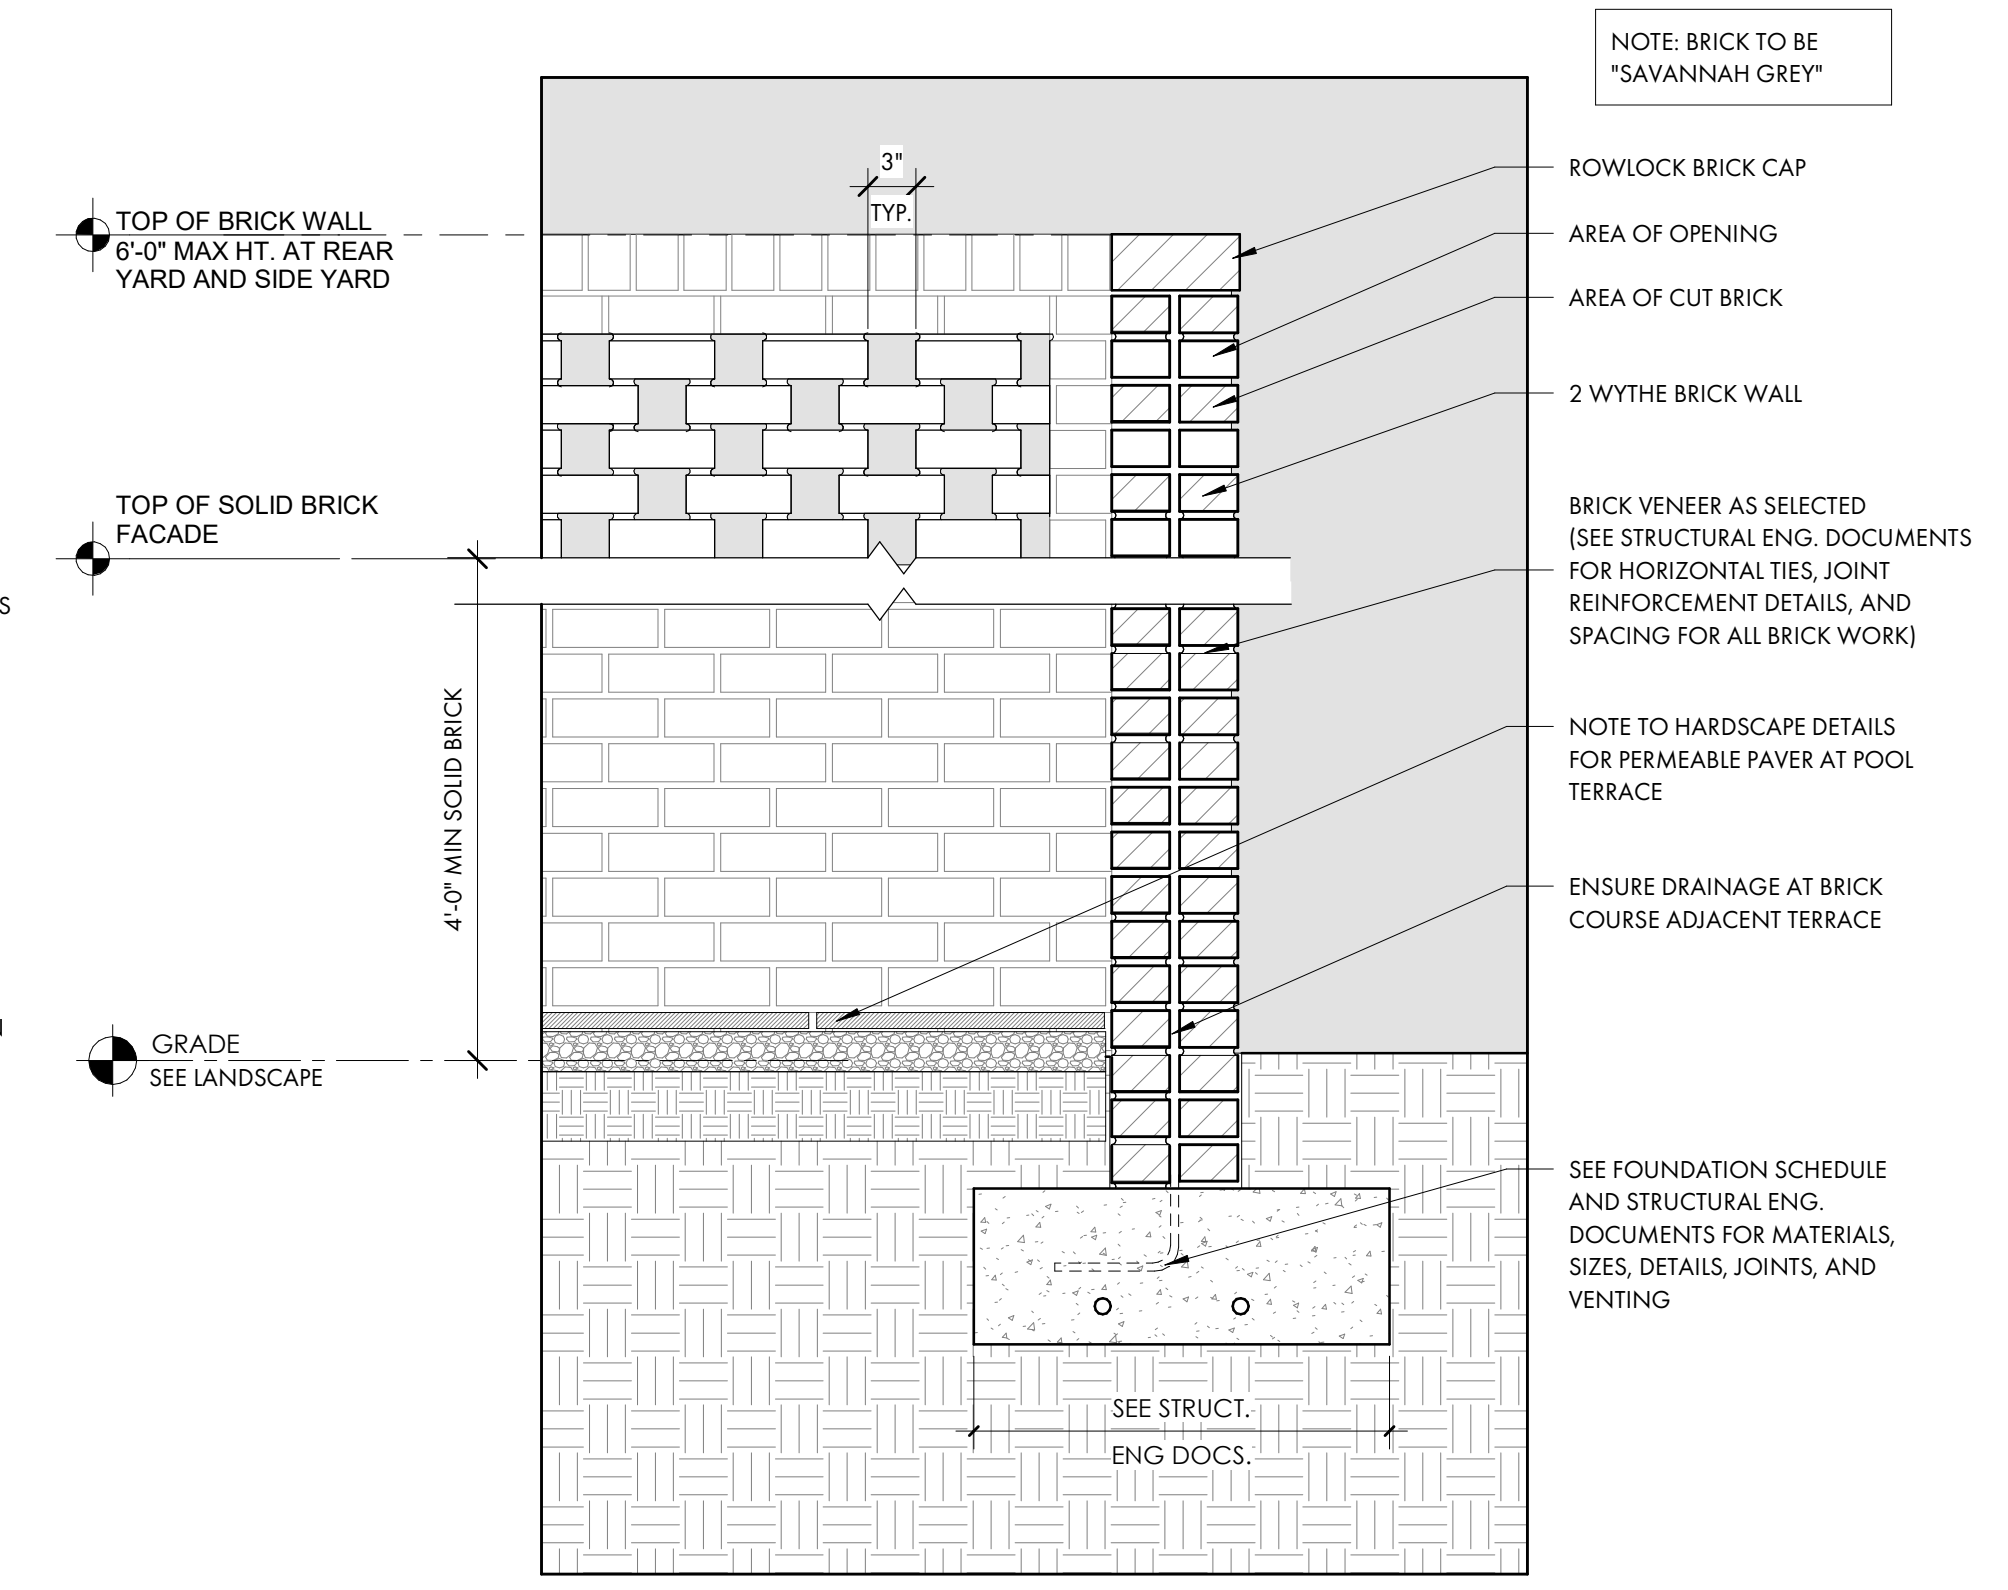 NOTE: BRICK TO BE
"SAVANNAH GREY"
3"
TYP.
ROWLOCK BRICK CAP
TOP OF BRICK WALL
6'-0" MAX HT. AT REAR
YARD AND SIDE YARD
AREA OF OPENING
AREA OF CUT BRICK
2 WYTHE BRICK WALL
TOP OF SOLID BRICK
FACADE
BRICK VENEER AS SELECTED
(SEE STRUCTURAL ENG. DOCUMENTS
FOR HORIZONTAL TIES, JOINT
REINFORCEMENT DETAILS, AND
SPACING FOR ALL BRICK WORK)
S
4'-0" MIN SOLID BRICK
NOTE TO HARDSCAPE DETAILS
FOR PERMEABLE PAVER AT POOL
TERRACE
ENSURE DRAINAGE AT BRICK
COURSE ADJACENT TERRACE
GRADE
SEE LANDSCAPE
SEE FOUNDATION SCHEDULE
AND STRUCTURAL ENG.
DOCUMENTS FOR MATERIALS,
SIZES, DETAILS, JOINTS, AND
VENTING
SEE STRUCT.
ENG DOCS.